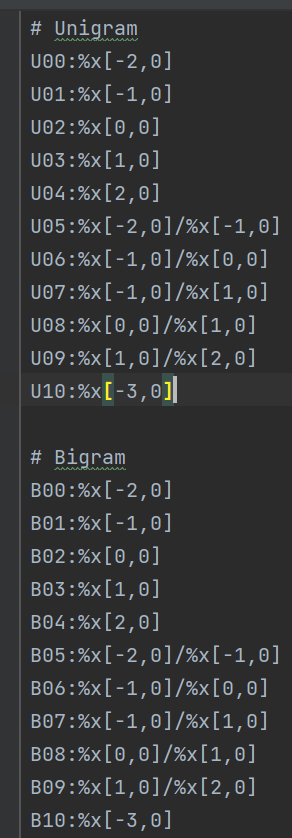 # Unigram
U00:%x[-2,0]
U01:%x[-1,0]
U02:%x[0,0]
U03:%x[1,0]
U04:%x[2,0]
U05:%x[-2,0]/%x[-1,0]
U06:%x[-1,0]/%x[0,0]
U07:%x[-1,0]/%x[1,0]
U08:%x[0,0]/%x[1,0]
U09:%x[1,0]/%x[2,0]
U10:%x[-3,0]
# Bigram
B00:%x[-2,0]
B01:%x[-1,0]
B02:%x[0,0]
B03:%x[1,0]
B04:%x[2,0]
B05:%x[-2,0]/%x[-1,0]
B06:%x[-1,0]/%x[0,0]
B07:%x[-1,0]/%x[1,0]
B08:%x[0,0]/%x[1,0]
B09:%x[1,0]/%x[2,0]
B10:%x[-3,0]